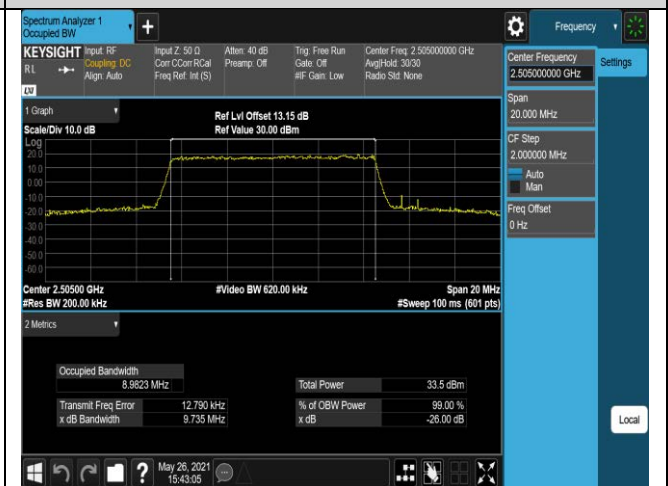 Spectrum Analyzer 1
Occupied BW
+
Frequency
KEYSIGHT
RL
LXI
Input: RF
Coupling: DC
Align: Auto
Input Z: 50 Ω
Corr CCorr RCal
Freq Ref: Int (S)
Atten: 40 dB
Preamp: Off
Trig: Free Run
Gate: Off
#IF Gain: Low
Center Freq: 2.505000000 GHz
Avg|Hold: 30/30
Radio Std: None
Center Frequency
2.505000000 GHz
Settings
Span
20.000 MHz
CF Step
2.000000 MHz
Auto
Man
Freq Offset
0 Hz
1 Graph
Scale/Div 10.0 dB
Ref Lvl Offset 13.15 dB
Ref Value 30.00 dBm
Log
20.0
10.0
0.00
-10.0
-20.0
-30.0
-40.0
-50.0
-60.0
Center 2.50500 GHz
#Video BW 620.00 kHz
Span 20 MHz
#Res BW 200.00 kHz
#Sweep 100 ms (601 pts)
2 Metrics
Occupied Bandwidth
8.9823 MHz
Total Power 33.5 dBm
Transmit Freq Error 12.790 kHz
% of OBW Power 99.00 %
x dB Bandwidth 9.735 MHz
x dB -26.00 dB
Local
?
May 26, 2021
15:43:05